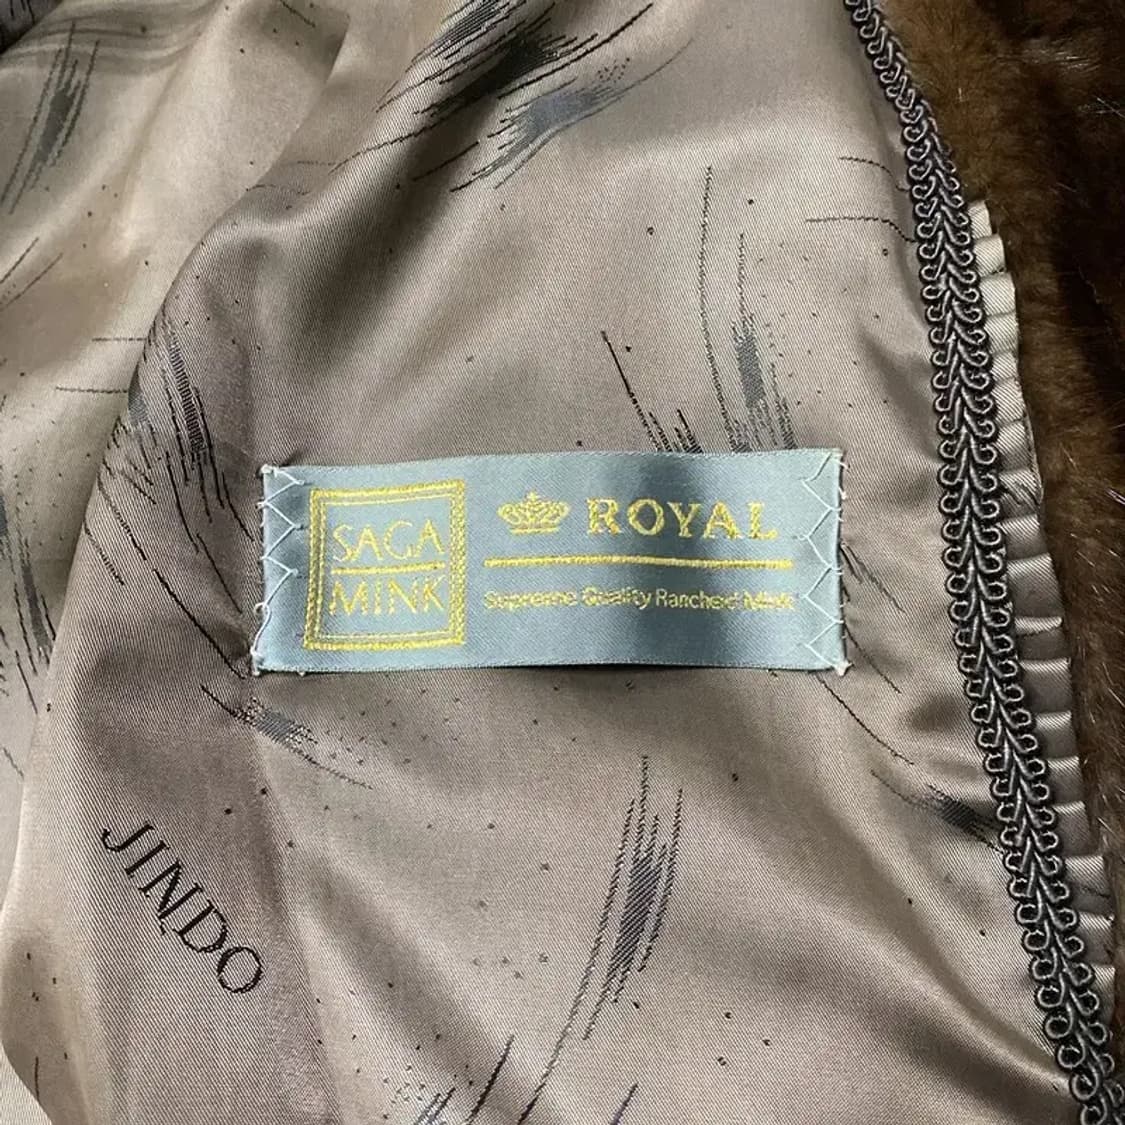 SAGA
MINK
ROYAL
Supreme Quality Ranched Mink
JINDO